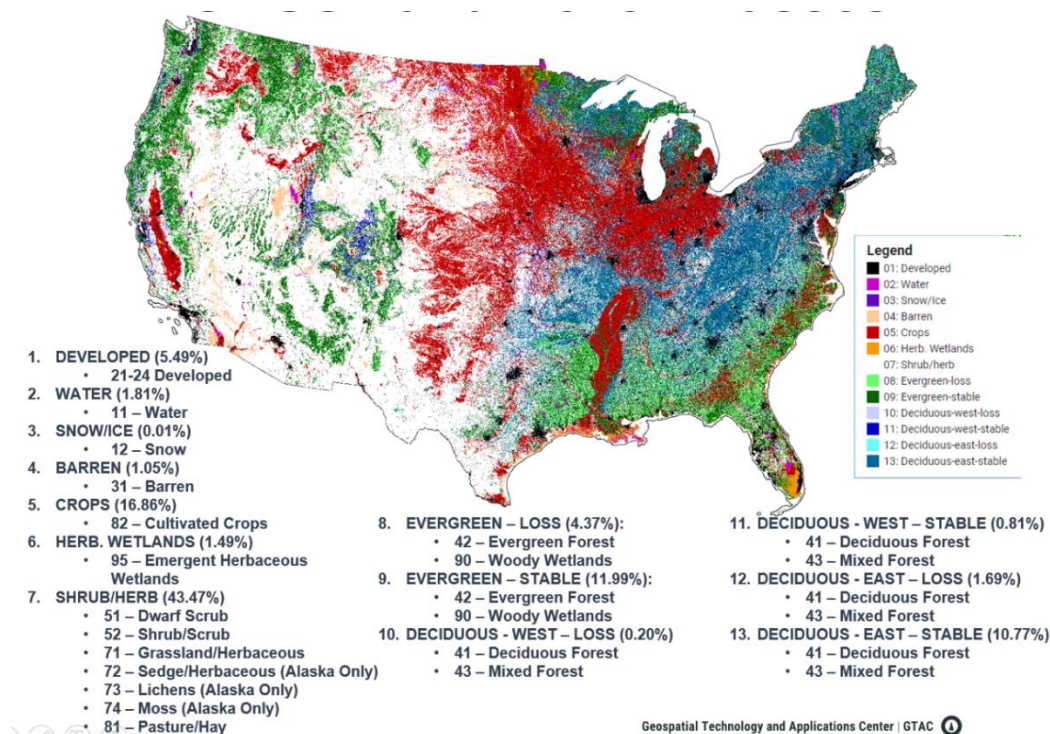 Legend
01: Developed
02: Water
03: Snow/Ice
04: Barren
05: Crops
06: Herb. Wetlands
07: Shrub/herb
08: Evergreen-loss
09: Evergreen-stable
10: Deciduous-west-loss
11: Deciduous-west-stable
12: Deciduous-east-loss
13: Deciduous-east-stable
1. DEVELOPED (5.49%)
• 21-24 Developed
2. WATER (1.81%)
• 11 – Water
3. SNOW/ICE (0.01%)
• 12 – Snow
4. BARREN (1.05%)
• 31 – Barren
5. CROPS (16.86%)
• 82 – Cultivated Crops
6. HERB. WETLANDS (1.49%)
• 95 – Emergent Herbaceous
Wetlands
7. SHRUB/HERB (43.47%)
• 51 – Dwarf Scrub
• 52 – Shrub/Scrub
• 71 – Grassland/Herbaceous
• 72 – Sedge/Herbaceous (Alaska Only)
• 73 – Lichens (Alaska Only)
• 74 – Moss (Alaska Only)
• 81 – Pasture/Hay
8. EVERGREEN – LOSS (4.37%):
• 42 – Evergreen Forest
• 90 – Woody Wetlands
9. EVERGREEN – STABLE (11.99%):
• 42 – Evergreen Forest
• 90 – Woody Wetlands
10. DECIDUOUS - WEST – LOSS (0.20%)
• 41 – Deciduous Forest
• 43 – Mixed Forest
11. DECIDUOUS - WEST – STABLE (0.81%)
• 41 – Deciduous Forest
• 43 – Mixed Forest
12. DECIDUOUS - EAST – LOSS (1.69%)
• 41 – Deciduous Forest
• 43 – Mixed Forest
13. DECIDUOUS - EAST – STABLE (10.77%)
• 41 – Deciduous Forest
• 43 – Mixed Forest
Geospatial Technology and Applications Center | GTAC